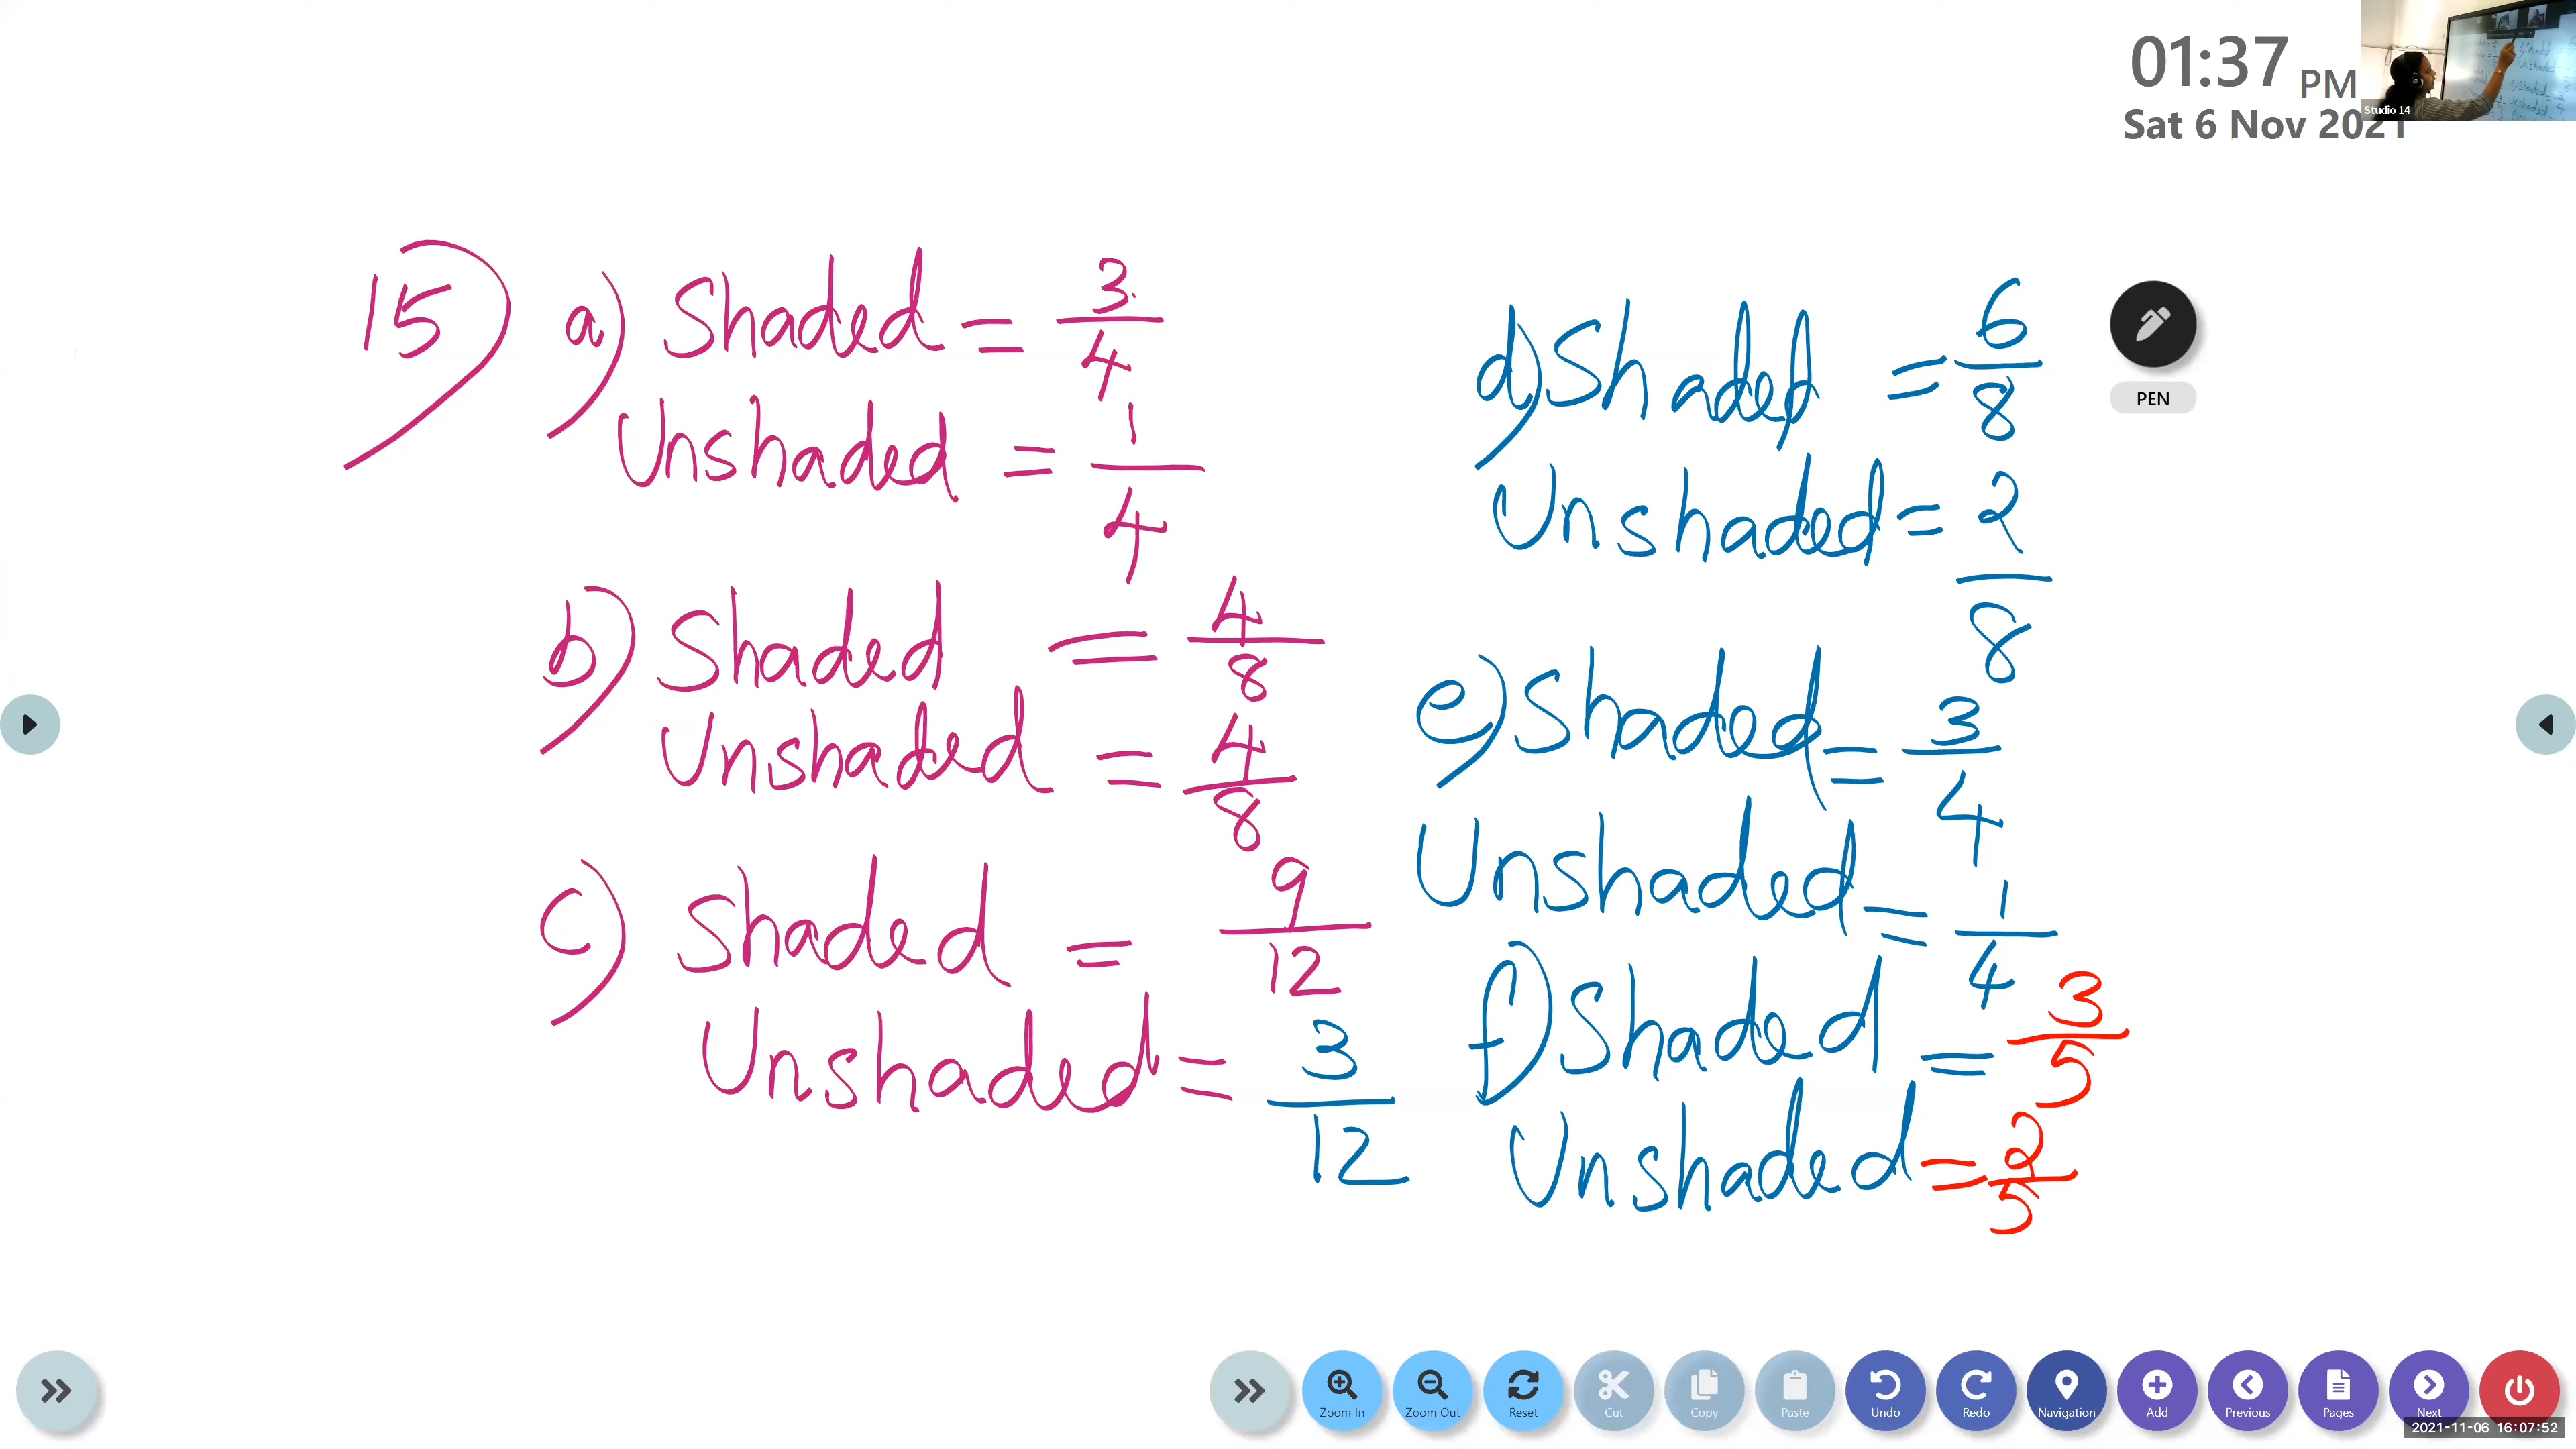 01:37 PM
Sat 6 Nov 2021
Studio 14
15) a) Shaded = 3/4
Unshaded = 1/4
b) Shaded = 4/8
Unshaded = 4/8
c) Shaded = 9/12
Unshaded = 3/12
d) Shaded = 6/8
Unshaded = 2/8
e) Shaded = 3/4
Unshaded = 1/4
f) Shaded = 3/5
Unshaded = 2/5
PEN
Zoom In
Zoom Out
Reset
Cut
Copy
Paste
Undo
Redo
Navigation
Add
Previous
Pages
Next
2021-11-06 16:07:52